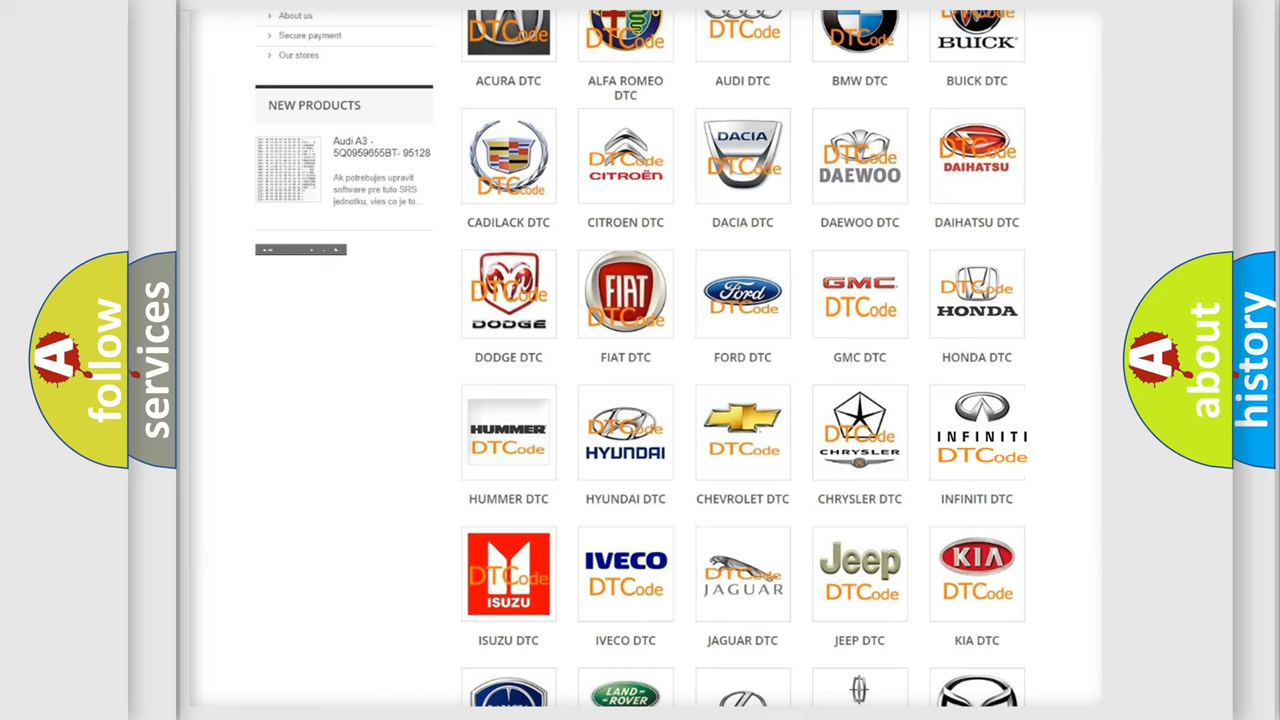 About us
Secure payment
Our stores
NEW PRODUCTS
Audi A3 -
5Q0959655BT- 95128
Ak potrebujes upravit
software pre tuto SRS
jednotku, vies co je to...
DTCode
DTCode
DTCode
DTCode
BUICK
ACURA DTC
ALFA ROMEO
DTC
AUDI DTC
BMW DTC
BUICK DTC
DTCode
DTCode
CITROËN
DACIA
DTCode
DTCode
DAEWOO
DTCode
DAIHATSU
CADILACK DTC
CITROEN DTC
DACIA DTC
DAEWOO DTC
DAIHATSU DTC
DTCode
DODGE
FIAT
DTCode
Ford
DTCode
GMC
DTCode
DTCode
HONDA
DODGE DTC
FIAT DTC
FORD DTC
GMC DTC
HONDA DTC
HUMMER
DTCode
DTCode
HYUNDAI
DTCode
DTCode
CHRYSLER
INFINITI
DTCode
HUMMER DTC
HYUNDAI DTC
CHEVROLET DTC
CHRYSLER DTC
INFINITI DTC
DTCode
ISUZU
IVECO
DTCode
DTCode
JAGUAR
Jeep
DTCode
KIA
DTCode
ISUZU DTC
IVECO DTC
JAGUAR DTC
JEEP DTC
KIA DTC
LAND-
ROVER
A
follow
services
A
about
history